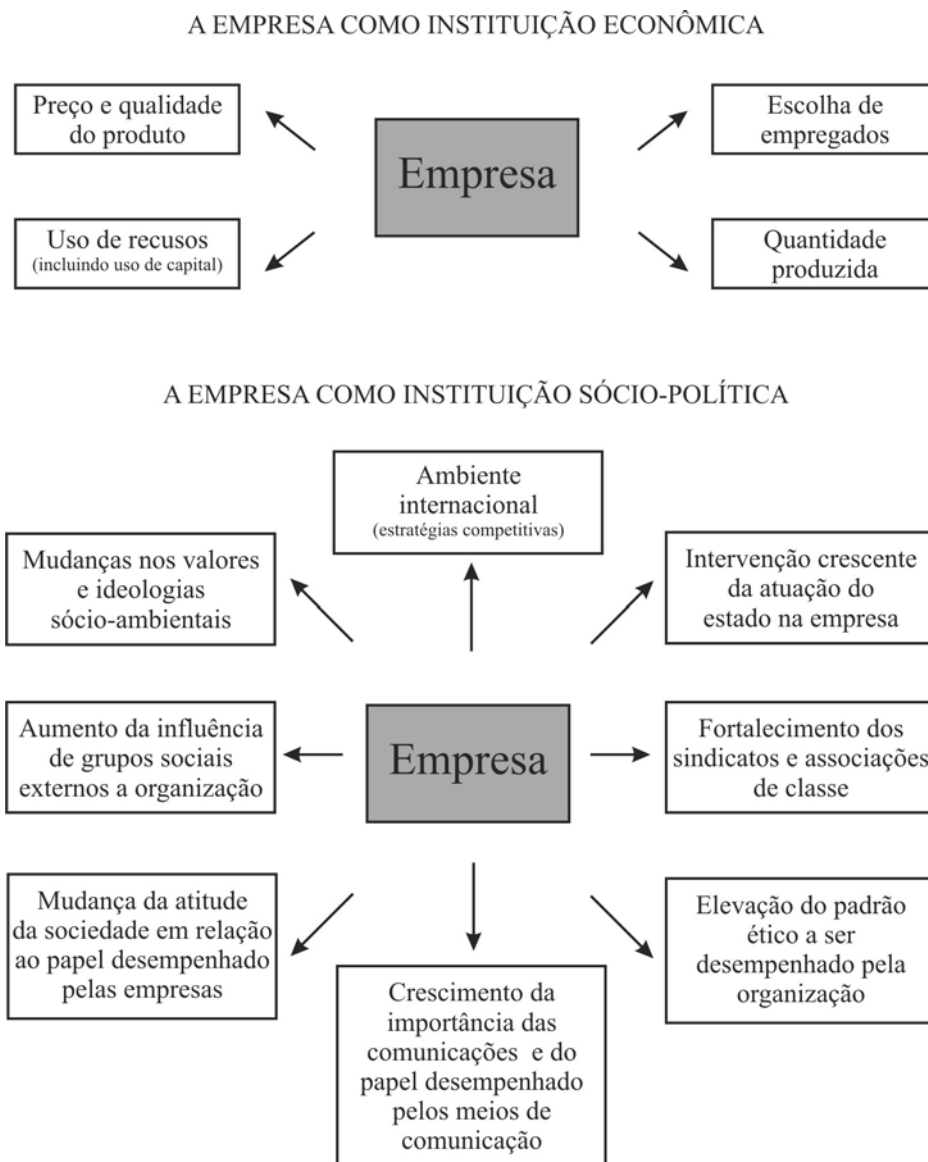 A EMPRESA COMO INSTITUIÇÃO ECONÔMICA
Preço e qualidade
do produto
Empresa
Escolha de
empregados
Uso de recusos
(incluindo uso de capital)
Quantidade
produzida
A EMPRESA COMO INSTITUIÇÃO SÓCIO-POLÍTICA
Ambiente
internacional
(estratégias competitivas)
Mudanças nos valores
e ideologias
sócio-ambientais
Intervenção crescente
da atuação do
estado na empresa
Aumento da influência
de grupos sociais
externos a organização
Empresa
Fortalecimento dos
sindicatos e associações
de classe
Mudança da atitude
da sociedade em relação
ao papel desempenhado
pelas empresas
Crescimento da
importância das
comunicações e do
papel desempenhado
pelos meios de
comunicação
Elevação do padrão
ético a ser
desempenhado pela
organização